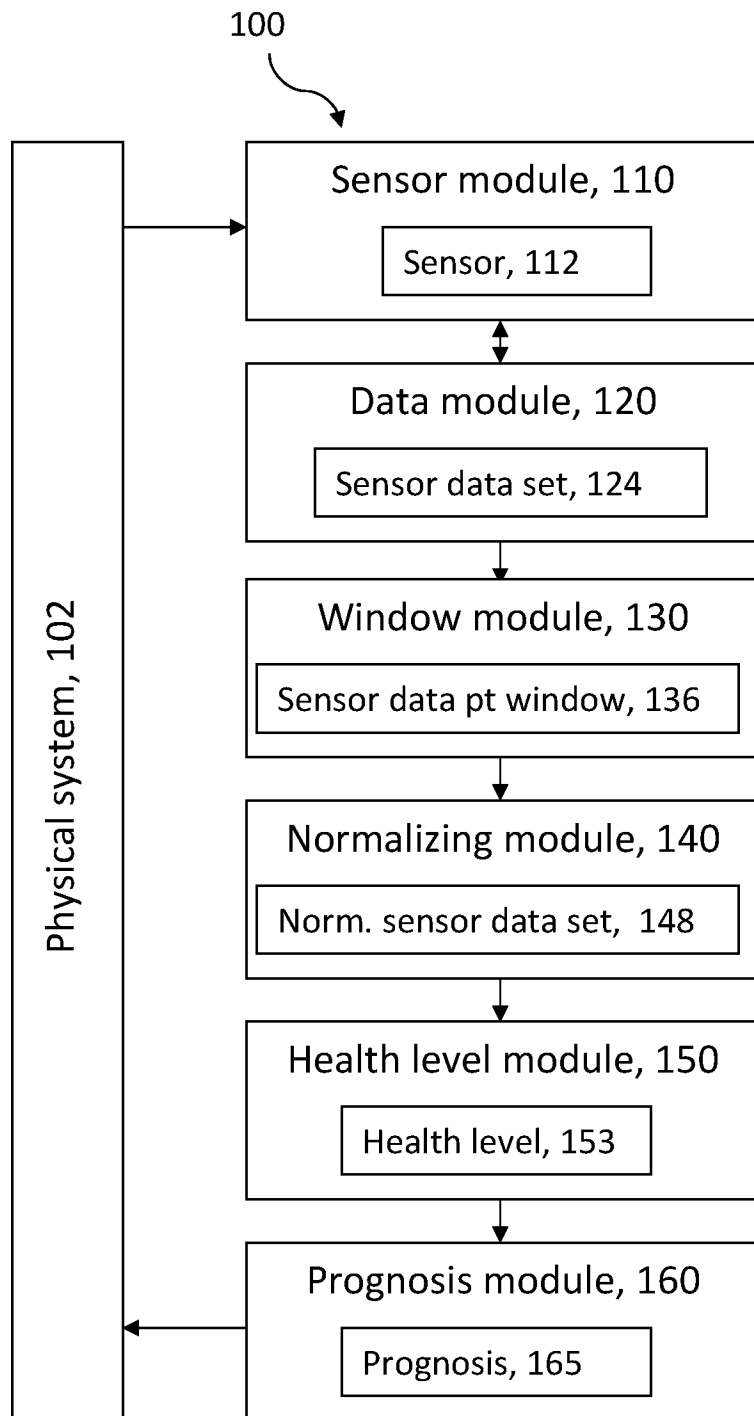 100
Physical system, 102
Sensor module, 110
Sensor, 112
Data module, 120
Sensor data set, 124
Window module, 130
Sensor data pt window, 136
Normalizing module, 140
Norm. sensor data set,  148
Health level module, 150
Health level, 153
Prognosis module, 160
Prognosis, 165